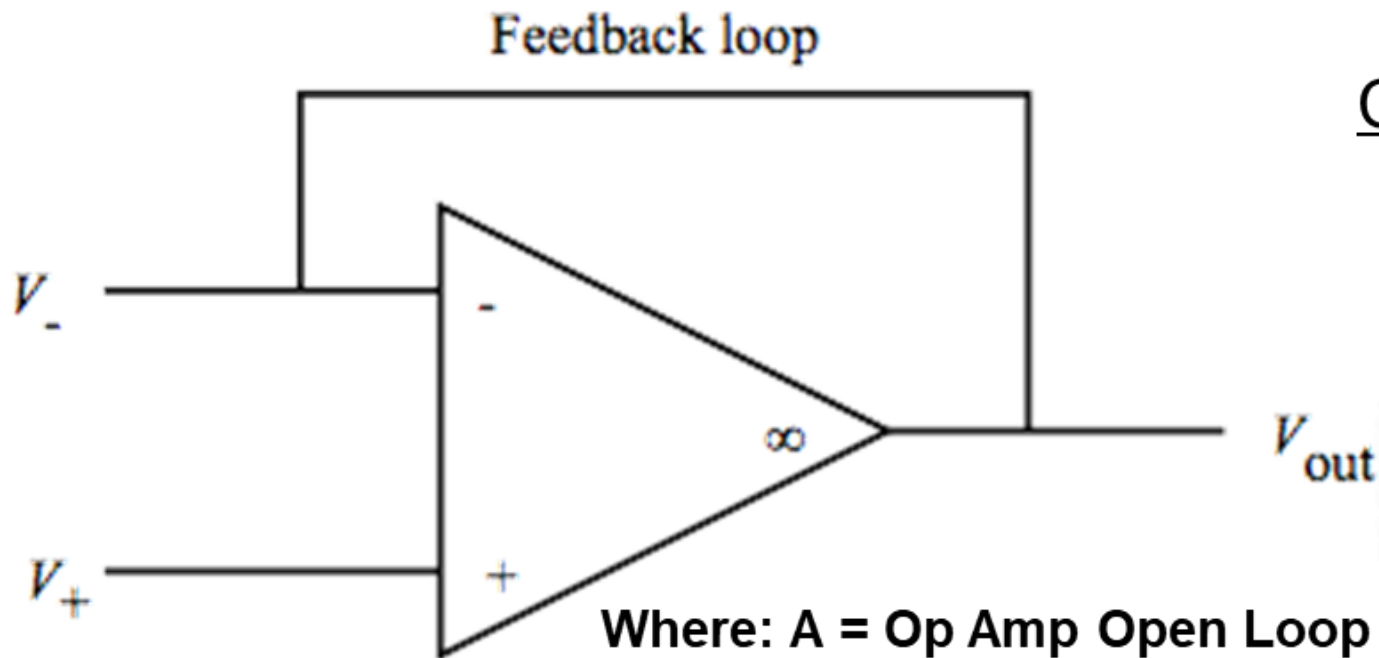 Feedback loop
V-
-
∞
Vout
V+
+
Where: A = Op Amp Open Loop